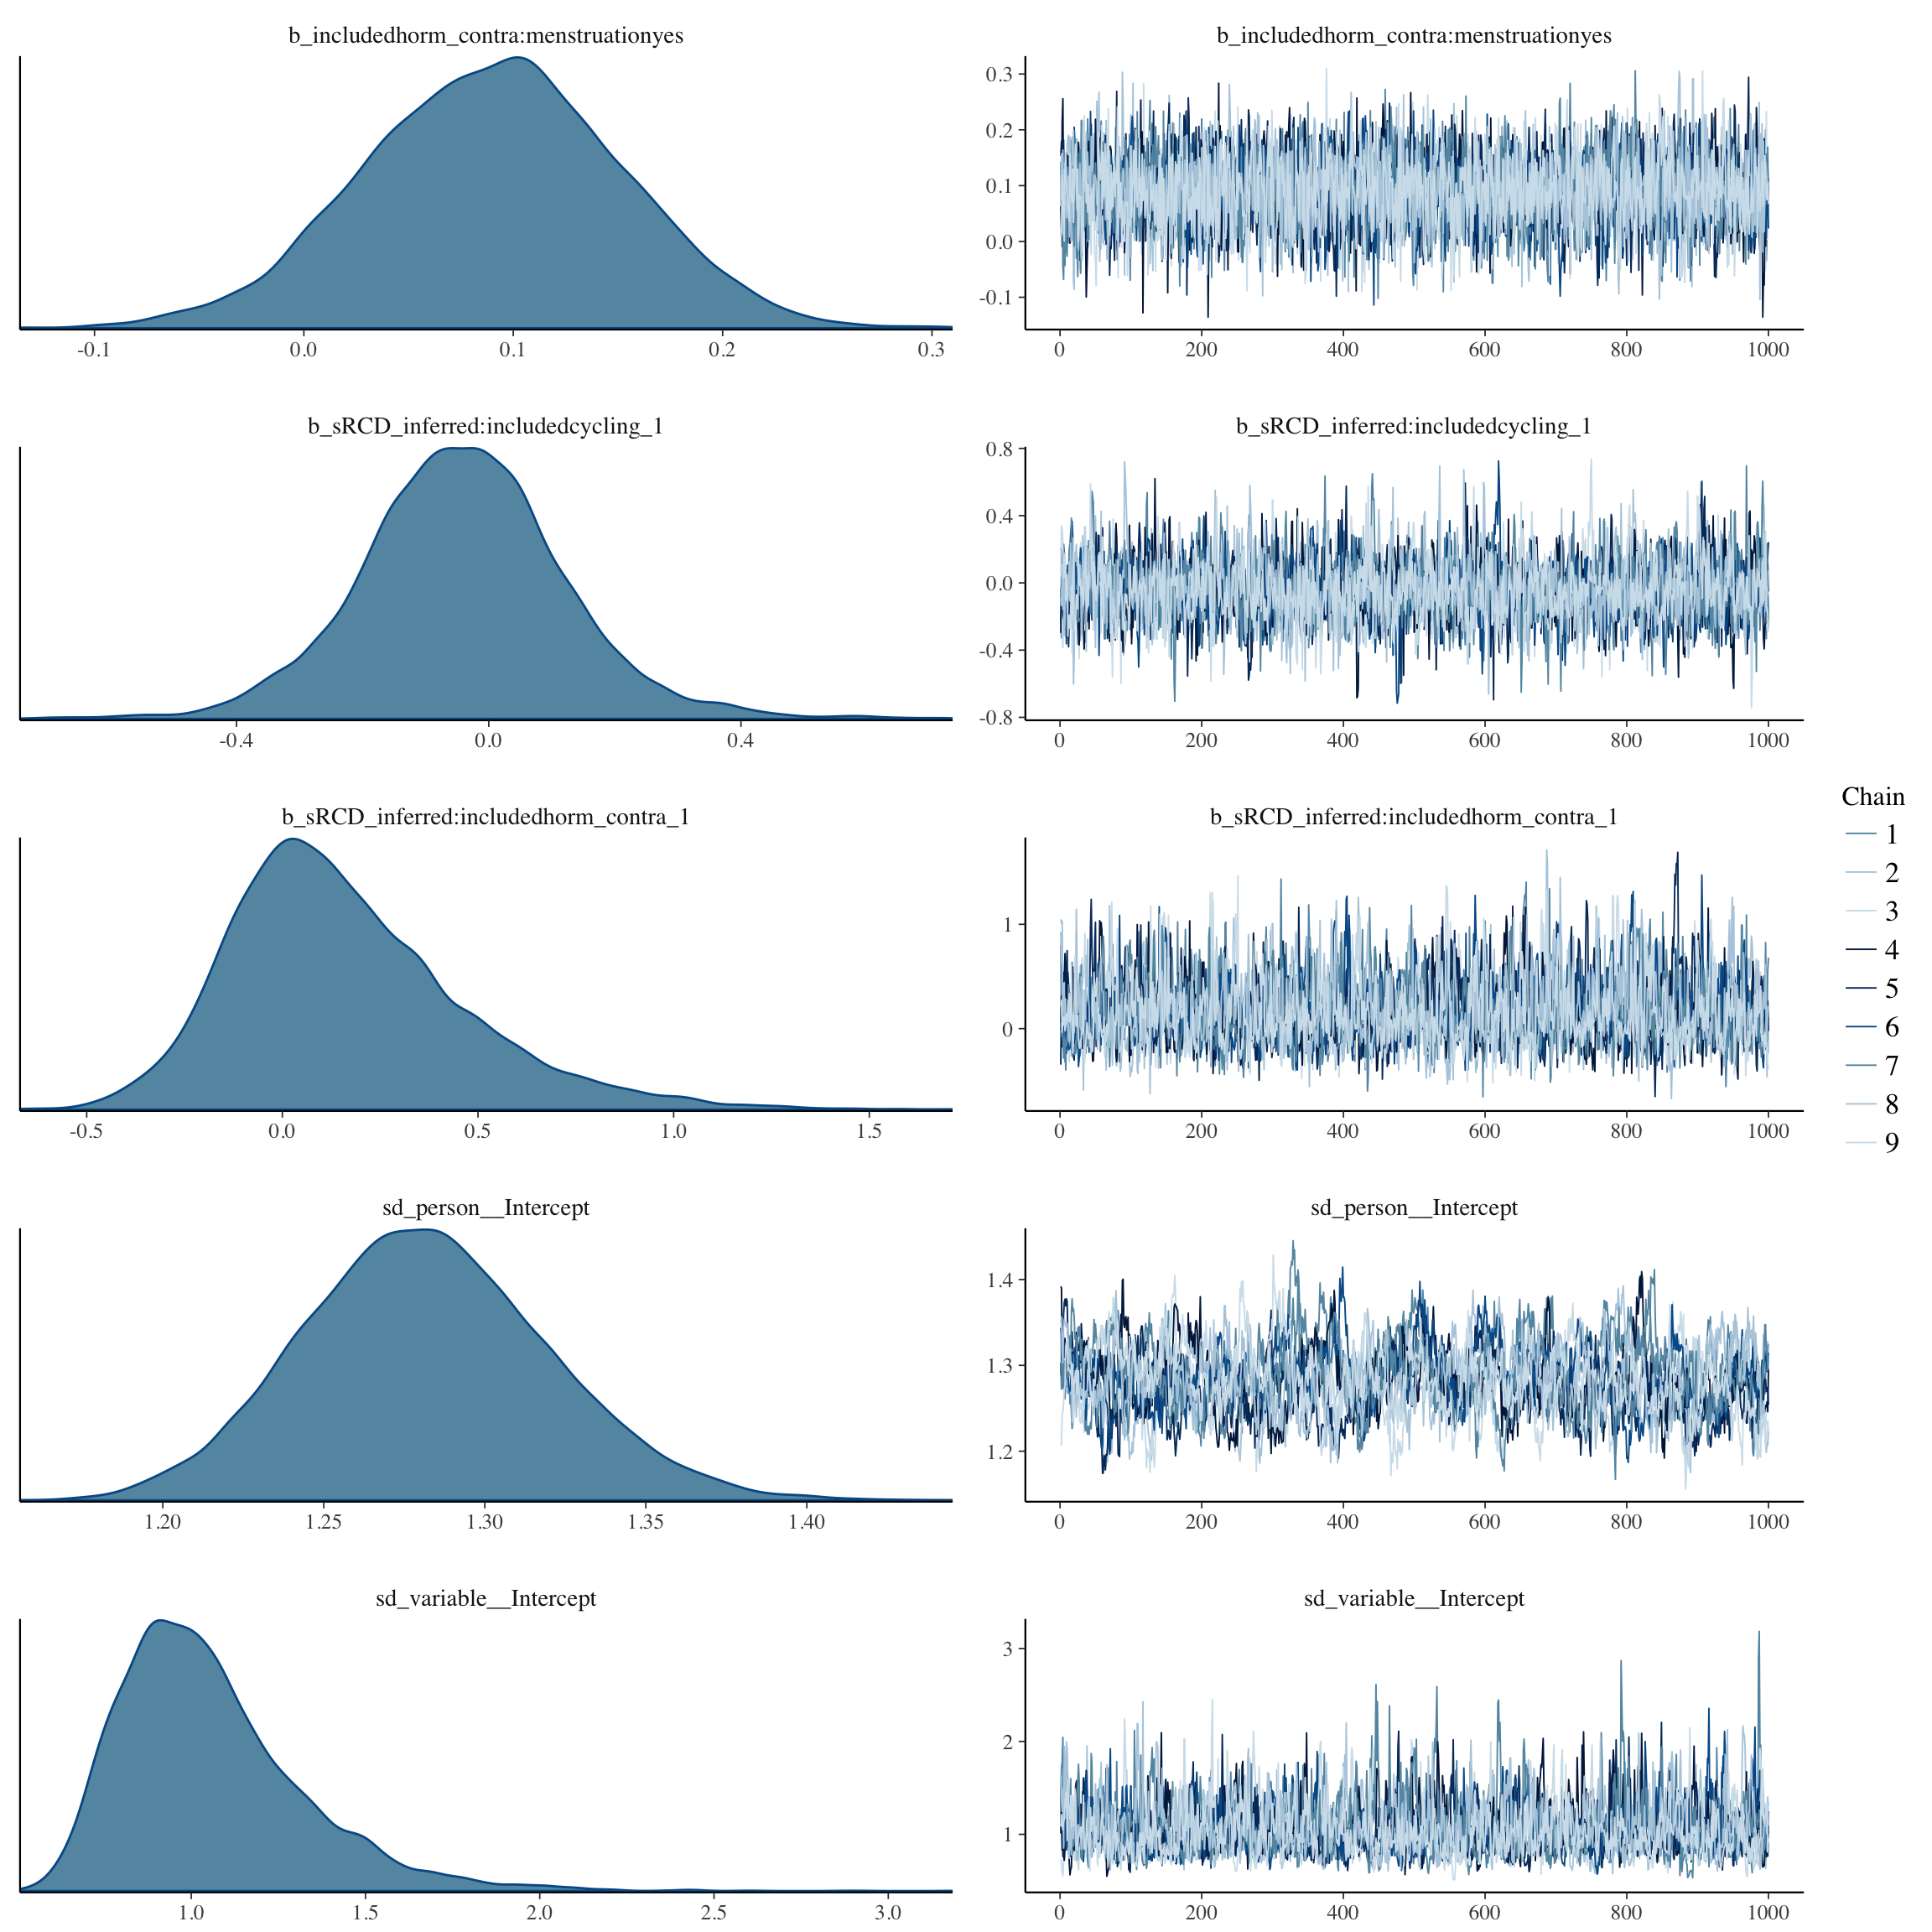 b_includedhorm_contra:menstruationyes
-0.1 0.0 0.1 0.2 0.3
b_includedhorm_contra:menstruationyes
0.3
0.2
0.1
0.0
-0.1
0 200 400 600 800 1000
b_sRCD_inferred:includedcycling_1
-0.4 0.0 0.4
b_sRCD_inferred:includedcycling_1
0.8
0.4
0.0
-0.4
-0.8
0 200 400 600 800 1000
b_sRCD_inferred:includedhorm_contra_1
-0.5 0.0 0.5 1.0 1.5
b_sRCD_inferred:includedhorm_contra_1
1
0
0 200 400 600 800 1000
sd_person__Intercept
1.20 1.25 1.30 1.35 1.40
sd_person__Intercept
1.4
1.3
1.2
0 200 400 600 800 1000
sd_variable__Intercept
1.0 1.5 2.0 2.5 3.0
sd_variable__Intercept
3
2
1
0 200 400 600 800 1000
Chain
1
2
3
4
5
6
7
8
9